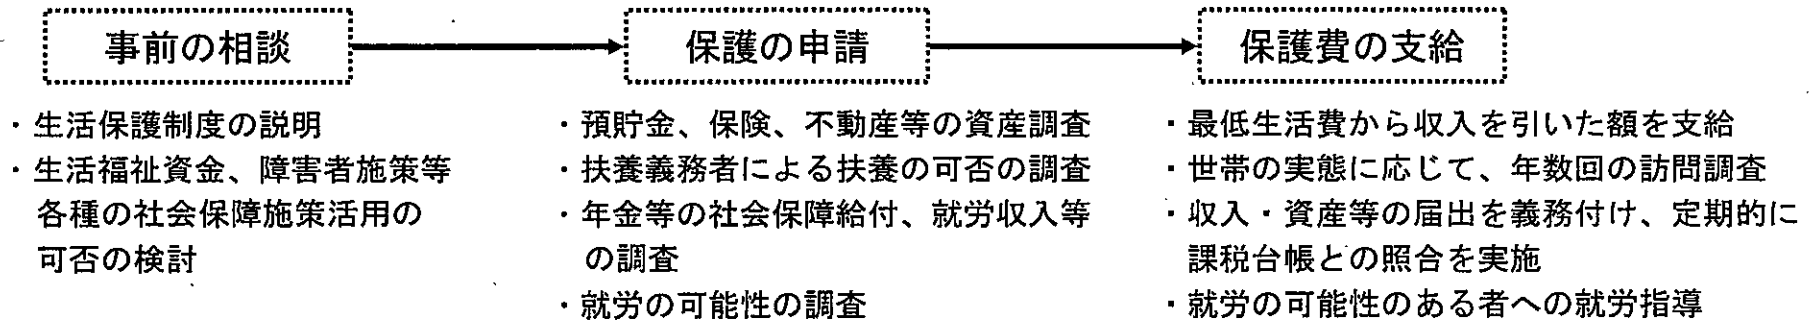 事前の相談
保護の申請
保護費の支給
・生活保護制度の説明
・生活福祉資金、障害者施策等
各種の社会保障施策活用の
可否の検討
・預貯金、保険、不動産等の資産調査
・扶養義務者による扶養の可否の調査
・年金等の社会保障給付、就労収入等
の調査
・就労の可能性の調査
・最低生活費から収入を引いた額を支給
・世帯の実態に応じて、年数回の訪問調査
・収入・資産等の届出を義務付け、定期的に
課税台帳との照合を実施
・就労の可能性のある者への就労指導